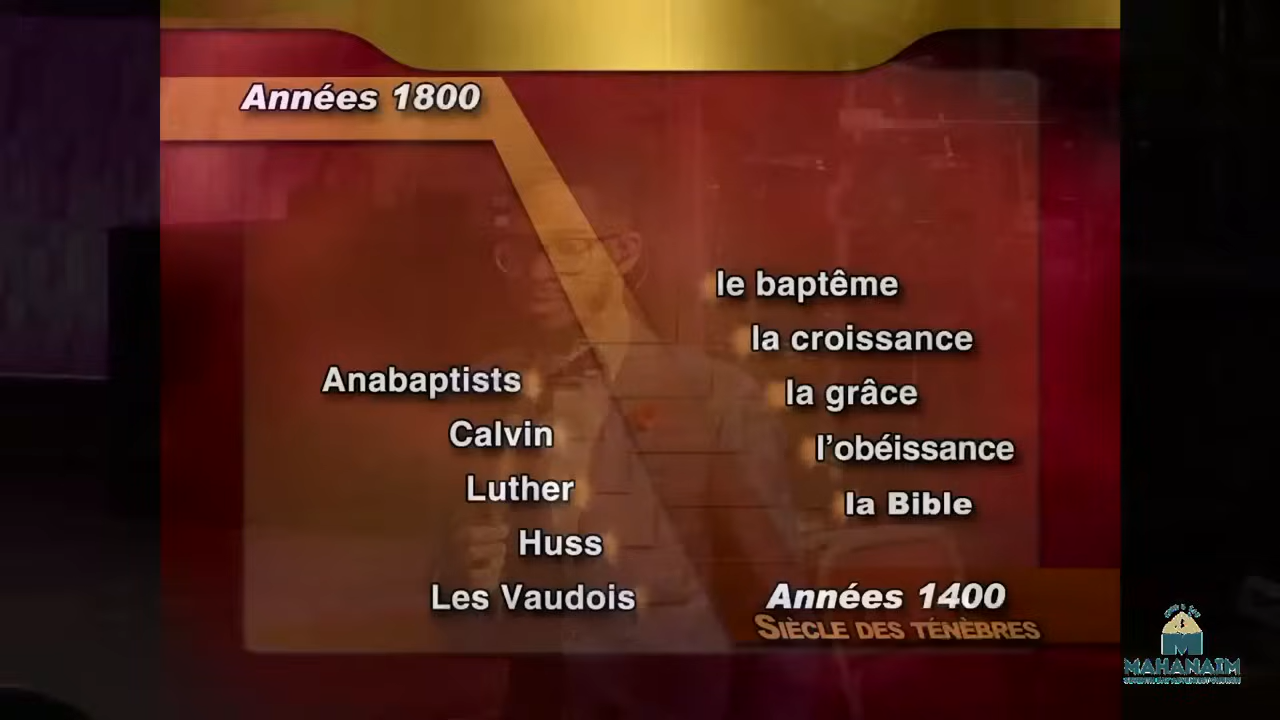 Années 1800
le baptême
la croissance
Anabaptists
la grâce
Calvin
l'obéissance
Luther
la Bible
Huss
Les Vaudois
Années 1400
SIÈCLE DES TÉNÈBRES
MAHANAIM